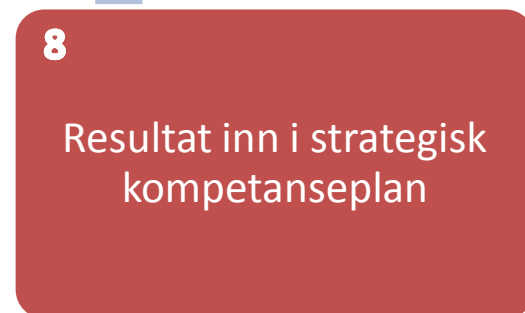 8
Resultat inn i strategisk
kompetanseplan